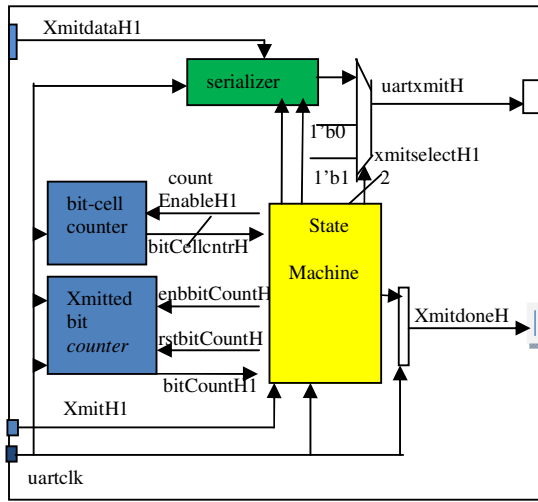 XmitdataH1
serializer
uartxmitH
1'b0
xmitselectH1
1'b1
2
count
EnableH1
bit-cell
counter
bitCellcntrH
State
Machine
Xmitted
bit
counter
enbbitCountH
rstbitCountH
bitCountH1
XmitdoneH
XmitH1
uartclk